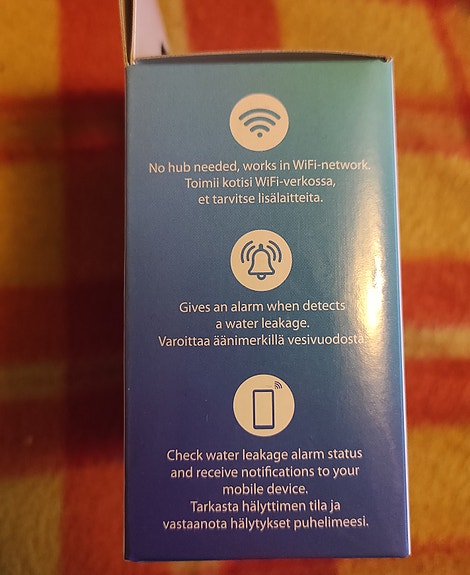 No hub needed, works in WiFi-network.
Toimii kotisi WiFi-verkossa,
et tarvitse lisälaitteita.
Gives an alarm when detects
a water leakage.
Varoittaa äänimerkillä vesivuodosta.
Check water leakage alarm status
and receive notifications to your
mobile device.
Tarkasta hälyttimen tila ja
vastaanota hälytykset puhelimeesi.